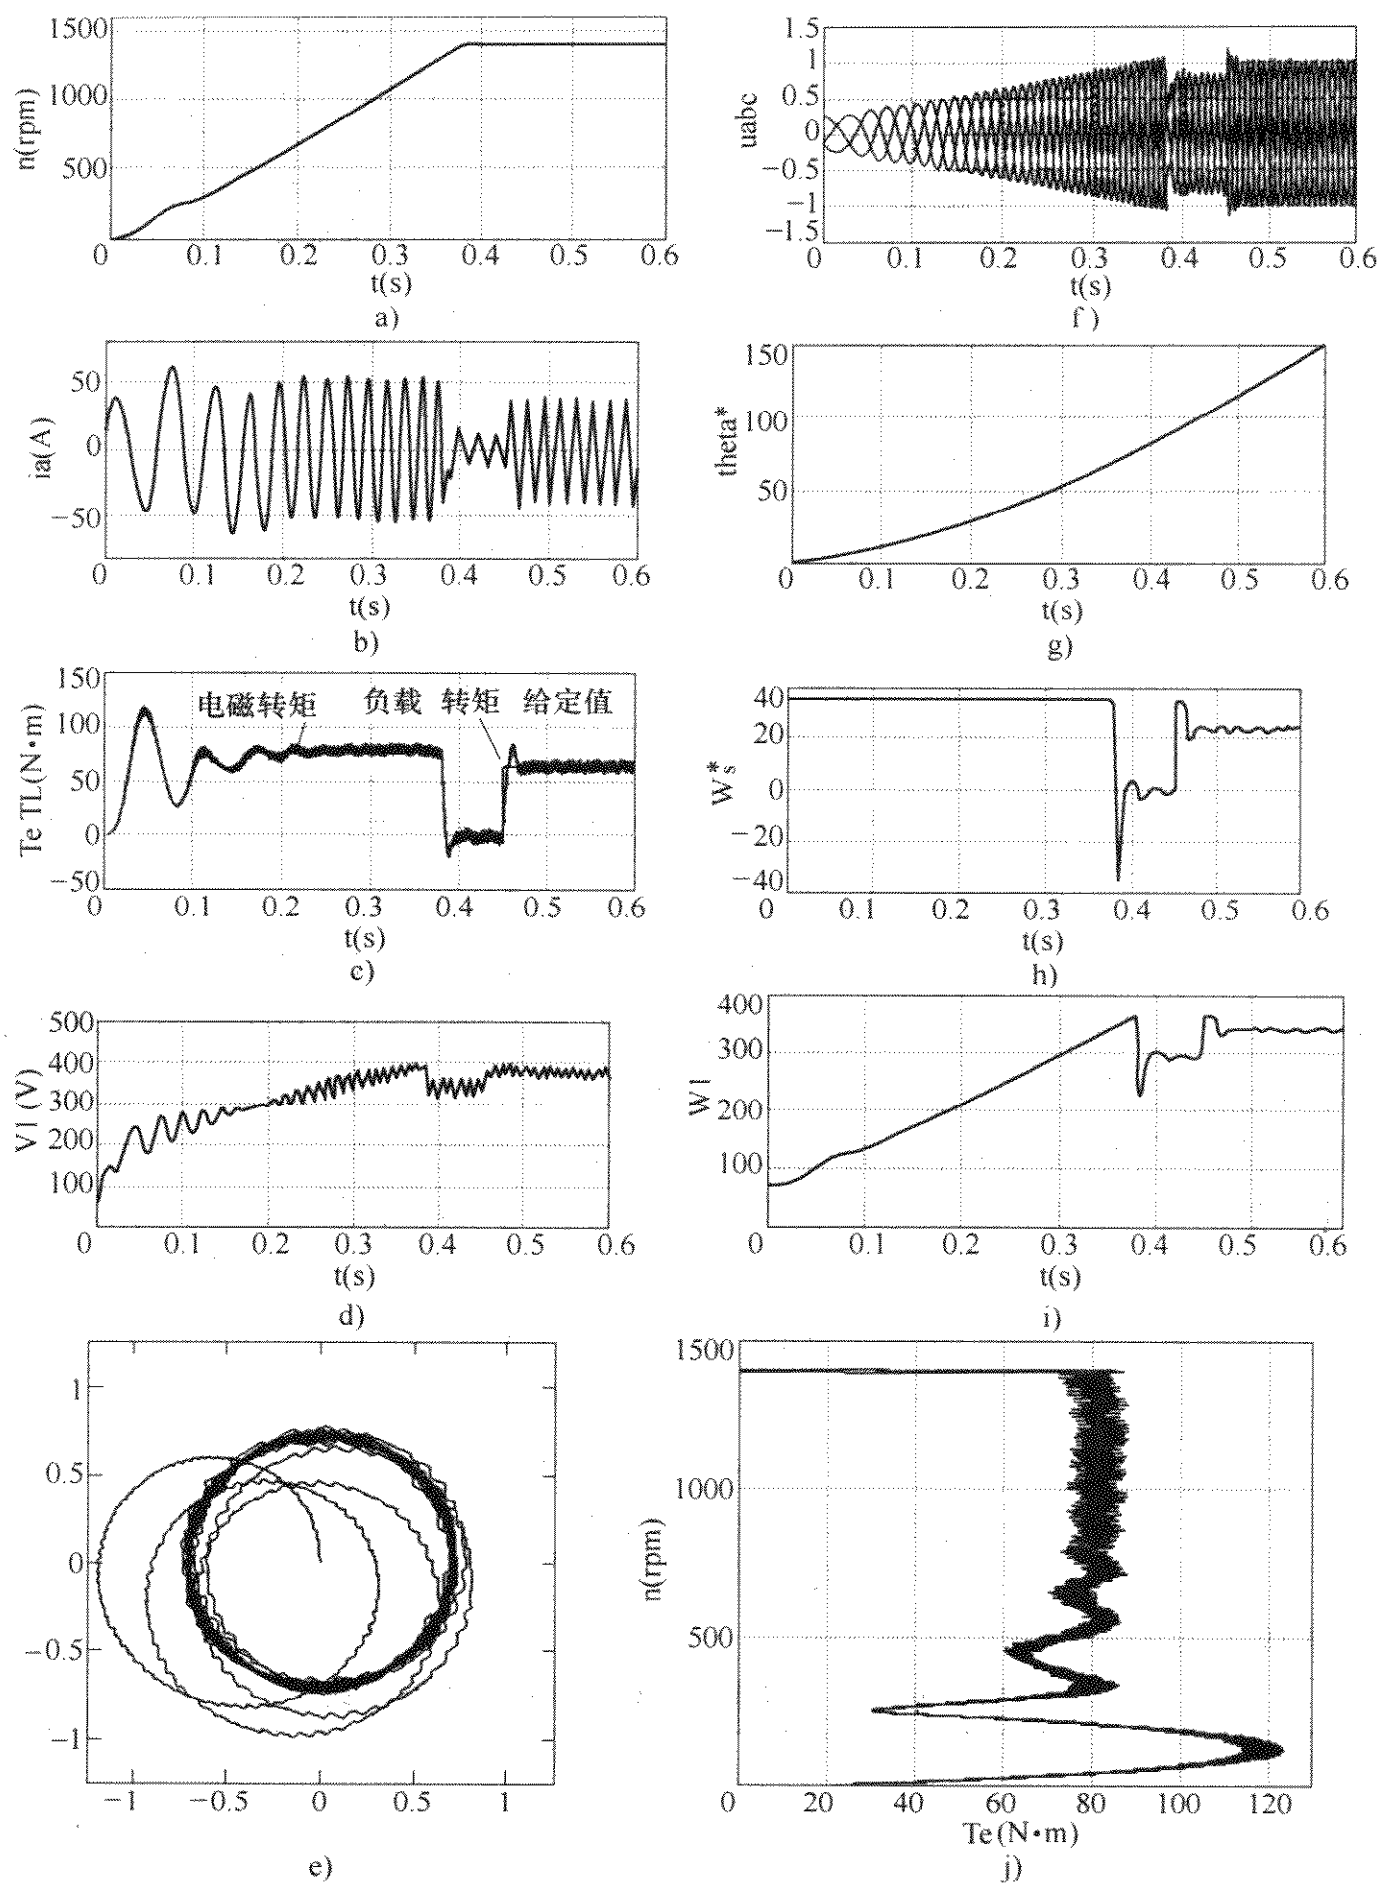 1500
1000
500
n(rpm)
0 0.1 0.2 0.3 0.4 0.5 0.6
t(s)
a)
1.5
1
0.5
0
−0.5
−1
−1.5
uabc
0 0.1 0.2 0.3 0.4 0.5 0.6
t(s)
f)
50
0
−50
ia(A)
0 0.1 0.2 0.3 0.4 0.5 0.6
t(s)
b)
150
100
50
theta*
0 0.1 0.2 0.3 0.4 0.5 0.6
t(s)
g)
150
100
50
0
−50
Te TL(N·m)
电磁转矩 负载 转矩 给定值
0 0.1 0.2 0.3 0.4 0.5 0.6
t(s)
c)
40
20
0
−20
−40
W*s
0 0.1 0.2 0.3 0.4 0.5 0.6
t(s)
h)
500
400
300
200
100
V1(V)
0 0.1 0.2 0.3 0.4 0.5 0.6
t(s)
d)
400
300
200
100
W1
0 0.1 0.2 0.3 0.4 0.5 0.6
t(s)
i)
1
0.5
0
−0.5
−1
−1 −0.5 0 0.5 1
e)
1500
1000
500
n(rpm)
0 20 40 60 80 100 120
Te(N·m)
j)